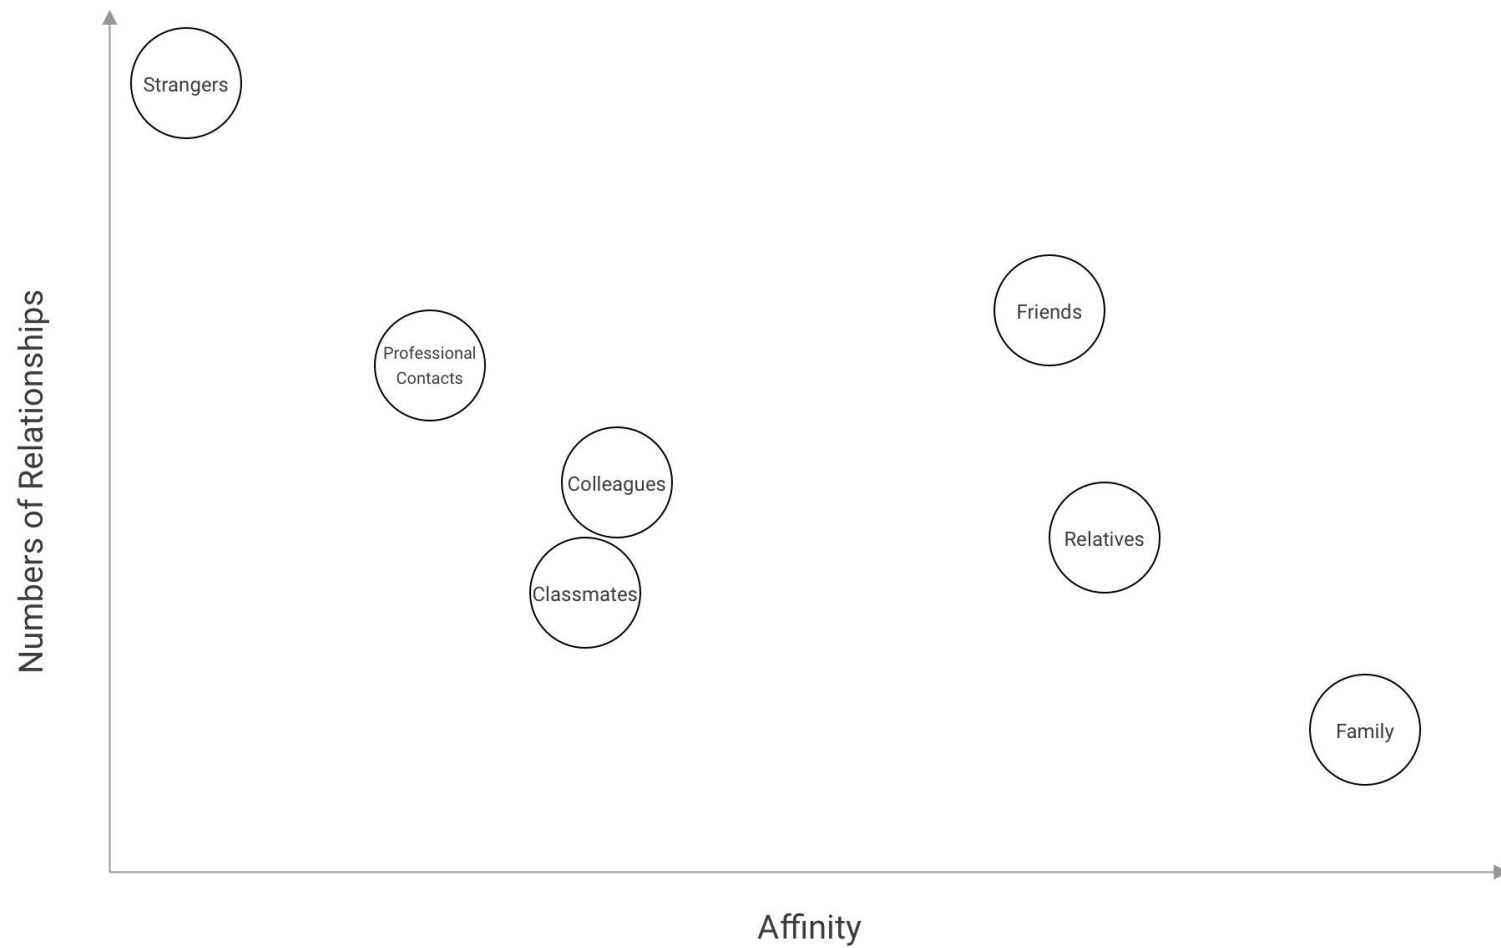 Strangers
Friends
Professional
Contacts
Colleagues
Relatives
Classmates
Family
Numbers of Relationships
Affinity